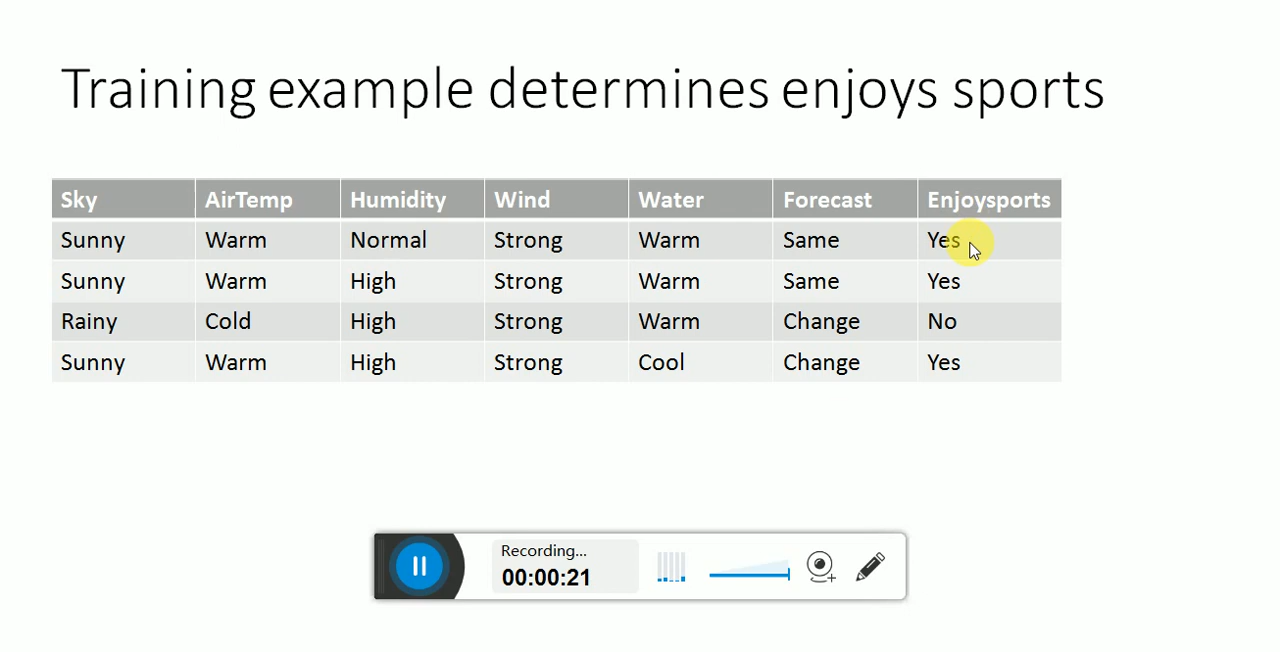 Training example determines enjoys sports
Sky AirTemp Humidity Wind Water Forecast Enjoysports
Sunny Warm Normal Strong Warm Same Yes
Sunny Warm High Strong Warm Same Yes
Rainy Cold High Strong Warm Change No
Sunny Warm High Strong Cool Change Yes
Recording...
00:00:21